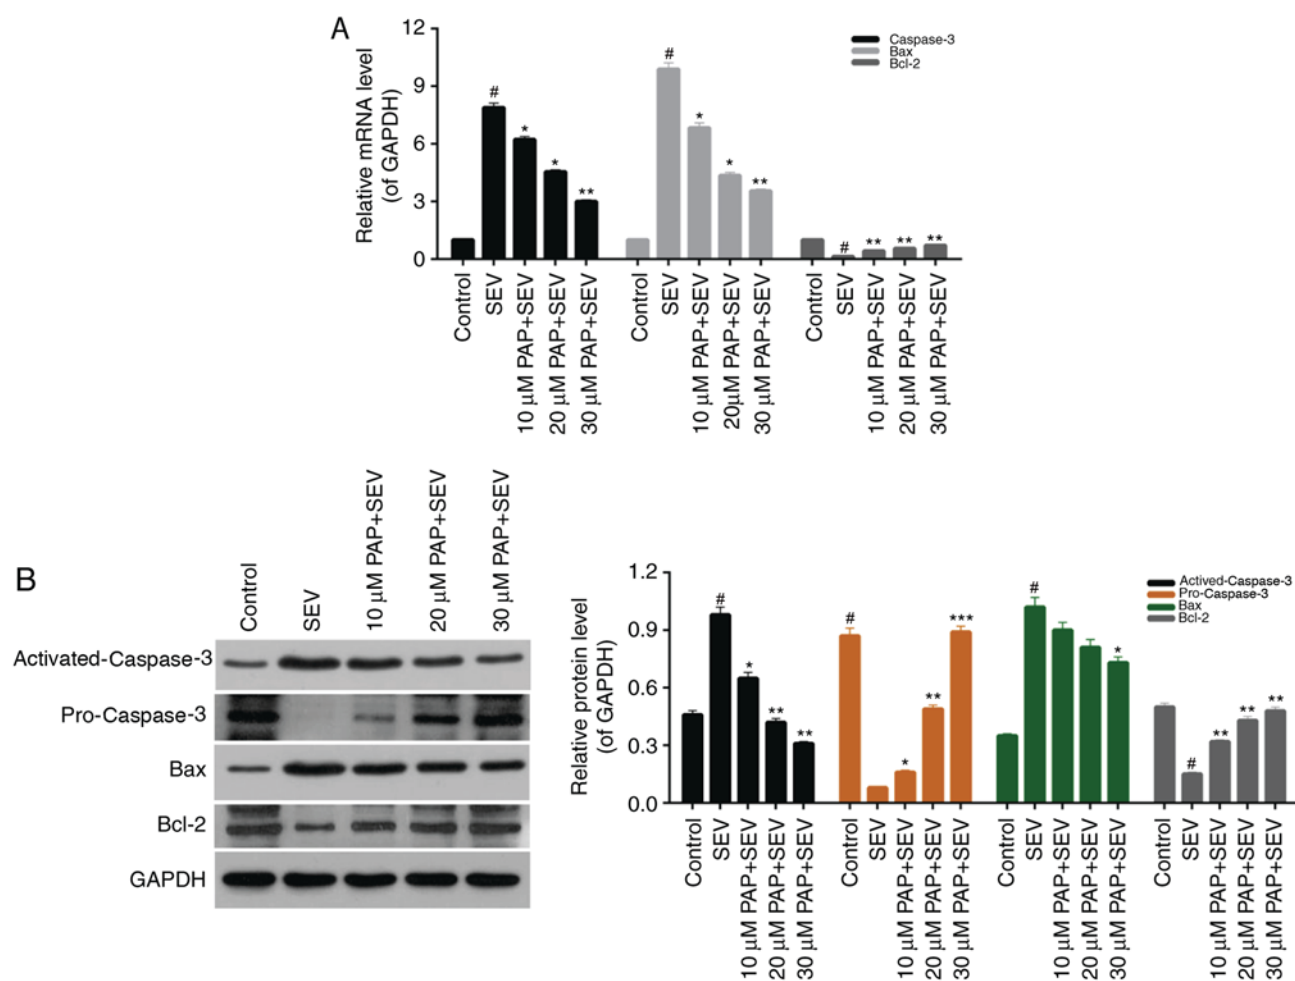 A
Relative mRNA level
(of GAPDH)
12
9
6
3
0
Caspase-3
Bax
Bcl-2
#
*
*
**
#
*
*
**
#
**
**
**
Control
SEV
10 µM PAP+SEV
20 µM PAP+SEV
30 µM PAP+SEV
Control
SEV
10 µM PAP+SEV
20µM PAP+SEV
30 µM PAP+SEV
Control
SEV
10 µM PAP+SEV
20 µM PAP+SEV
30 µM PAP+SEV
B
Control
SEV
10 µM PAP+SEV
20 µM PAP+SEV
30 µM PAP+SEV
Activated-Caspase-3
Pro-Caspase-3
Bax
Bcl-2
GAPDH
Relative protein level
(of GAPDH)
1.2
0.9
0.6
0.3
0.0
Actived-Caspase-3
Pro-Caspase-3
Bax
Bcl-2
#
*
**
**
#
*
**
***
#
*
#
**
**
**
Control
SEV
10 µM PAP+SEV
20 µM PAP+SEV
30 µM PAP+SEV
Control
SEV
10 µM PAP+SEV
20 µM PAP+SEV
30 µM PAP+SEV
Control
SEV
10 µM PAP+SEV
20 µM PAP+SEV
30 µM PAP+SEV
Control
SEV
10 µM PAP+SEV
20 µM PAP+SEV
30 µM PAP+SEV